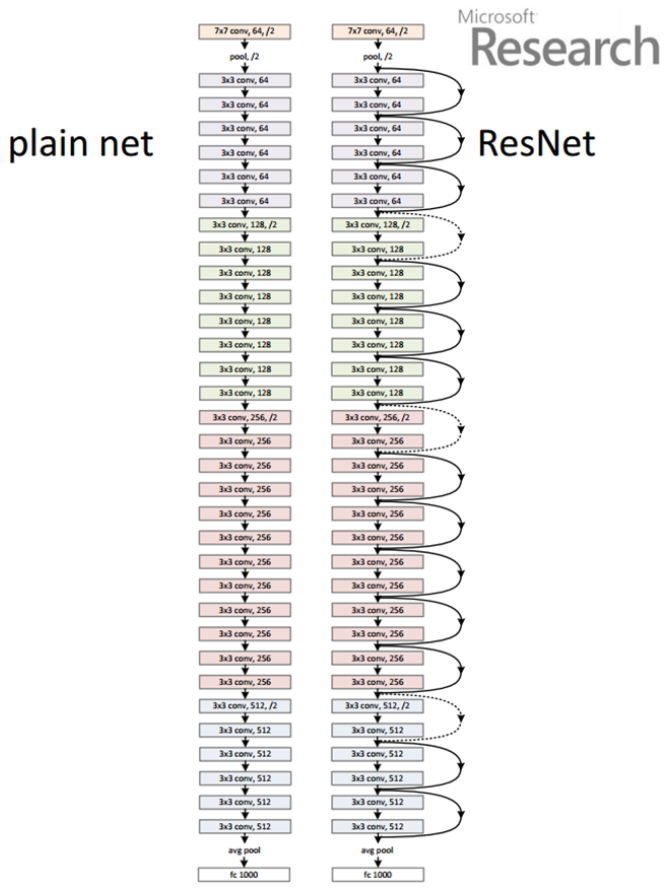 Microsoft
Research
plain net
7x7 conv, 64, /2
pool, /2
3x3 conv, 64
3x3 conv, 64
3x3 conv, 64
3x3 conv, 64
3x3 conv, 64
3x3 conv, 64
3x3 conv, 128, /2
3x3 conv, 128
3x3 conv, 128
3x3 conv, 128
3x3 conv, 128
3x3 conv, 128
3x3 conv, 128
3x3 conv, 128
3x3 conv, 256, /2
3x3 conv, 256
3x3 conv, 256
3x3 conv, 256
3x3 conv, 256
3x3 conv, 256
3x3 conv, 256
3x3 conv, 256
3x3 conv, 256
3x3 conv, 256
3x3 conv, 256
3x3 conv, 256
3x3 conv, 512, /2
3x3 conv, 512
3x3 conv, 512
3x3 conv, 512
3x3 conv, 512
3x3 conv, 512
avg pool
fc 1000
ResNet
7x7 conv, 64, /2
pool, /2
3x3 conv, 64
3x3 conv, 64
3x3 conv, 64
3x3 conv, 64
3x3 conv, 64
3x3 conv, 64
3x3 conv, 128, /2
3x3 conv, 128
3x3 conv, 128
3x3 conv, 128
3x3 conv, 128
3x3 conv, 128
3x3 conv, 128
3x3 conv, 128
3x3 conv, 256, /2
3x3 conv, 256
3x3 conv, 256
3x3 conv, 256
3x3 conv, 256
3x3 conv, 256
3x3 conv, 256
3x3 conv, 256
3x3 conv, 256
3x3 conv, 256
3x3 conv, 256
3x3 conv, 256
3x3 conv, 512, /2
3x3 conv, 512
3x3 conv, 512
3x3 conv, 512
3x3 conv, 512
3x3 conv, 512
avg pool
fc 1000